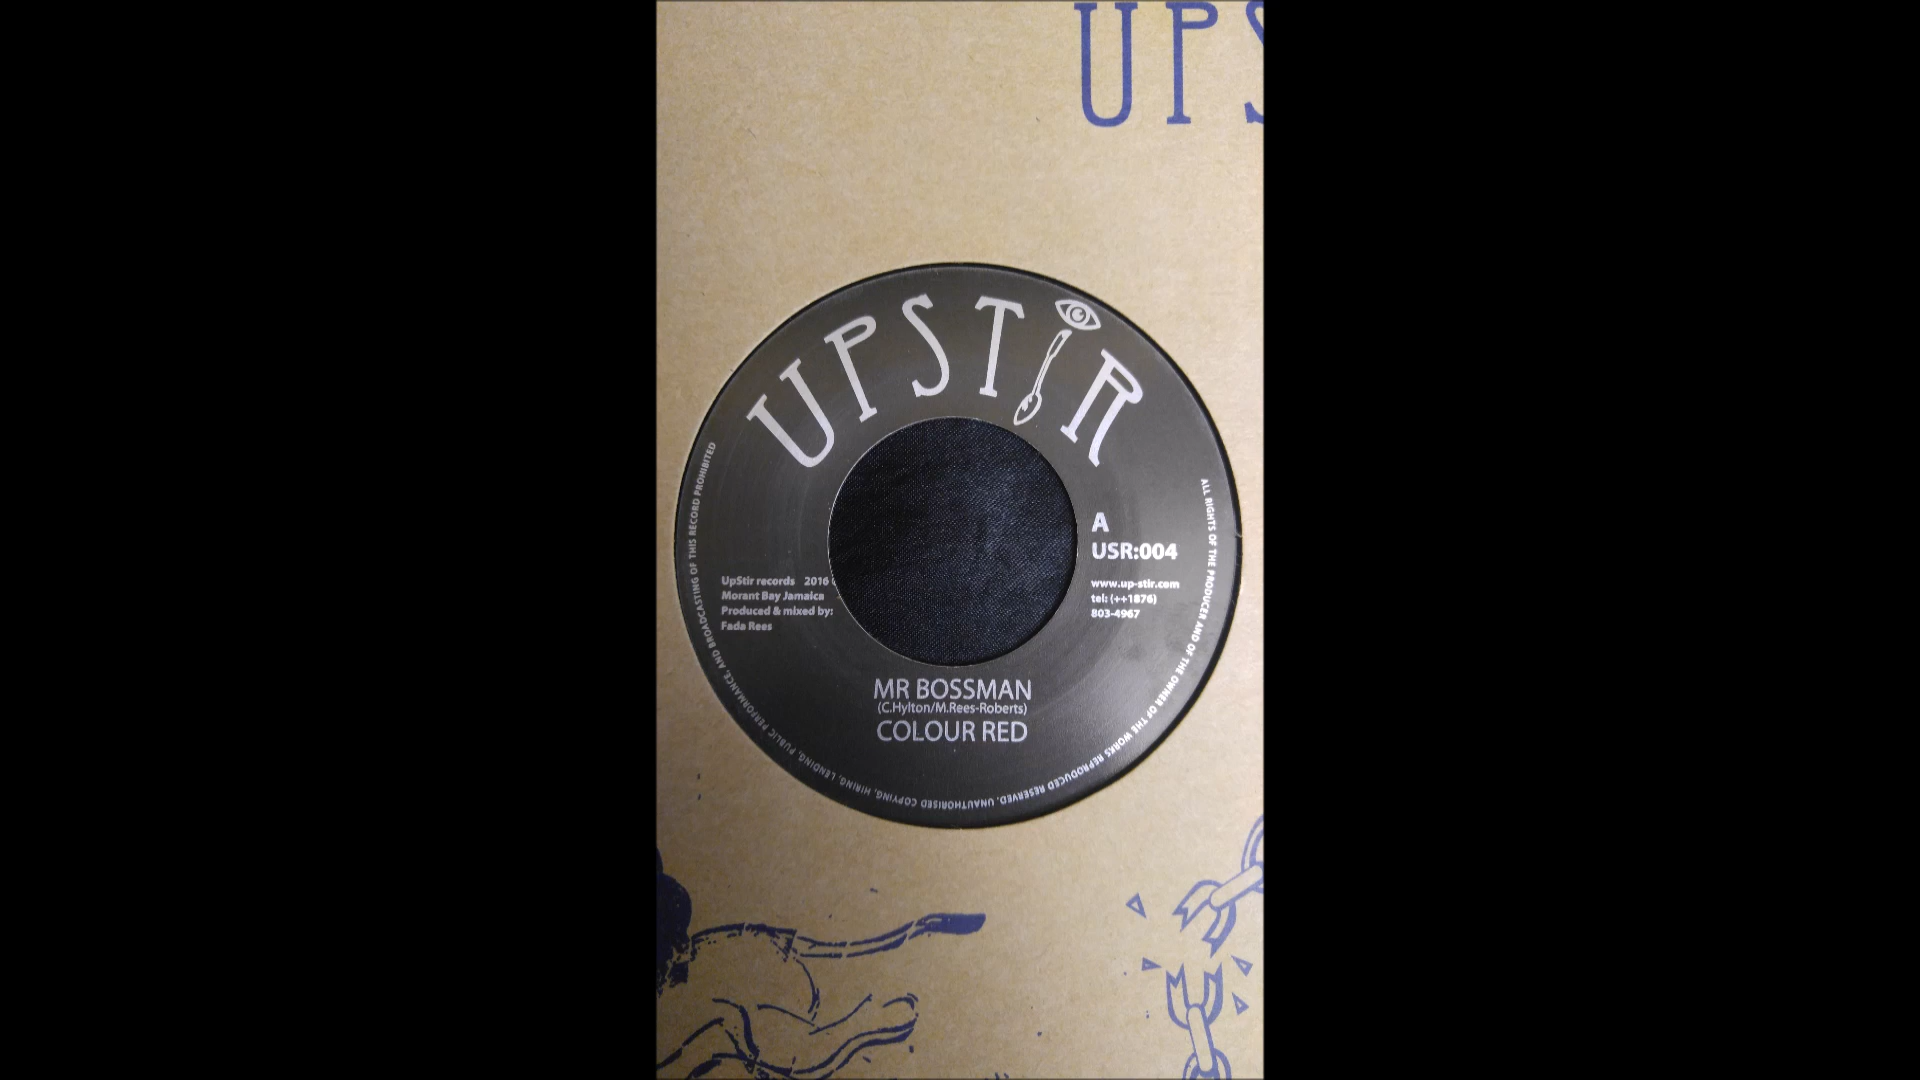 UPS
UPSTIR
A
USR:004
UpStir records 2016
Morant Bay Jamaica
Produced & mixed by:
Fada Rees
www.up-stir.com
tel: (++1876)
803-4967
MR BOSSMAN
(C.Hylton/M.Rees-Roberts)
COLOUR RED
ALL RIGHTS OF THE PRODUCER AND OF THE OWNER OF THE WORKS REPRODUCED RESERVED. UNAUTHORISED COPYING, HIRING, LENDING, PUBLIC PERFORMANCE, AND BROADCASTING OF THIS RECORD PROHIBITED